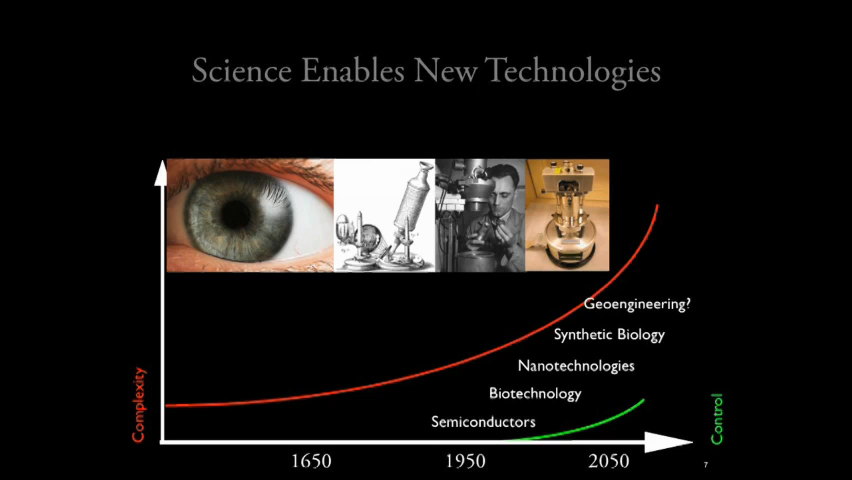 Science Enables New Technologies
Geoengineering?
Synthetic Biology
Nanotechnologies
Biotechnology
Semiconductors
Complexity
Control
1650 1950 2050
7